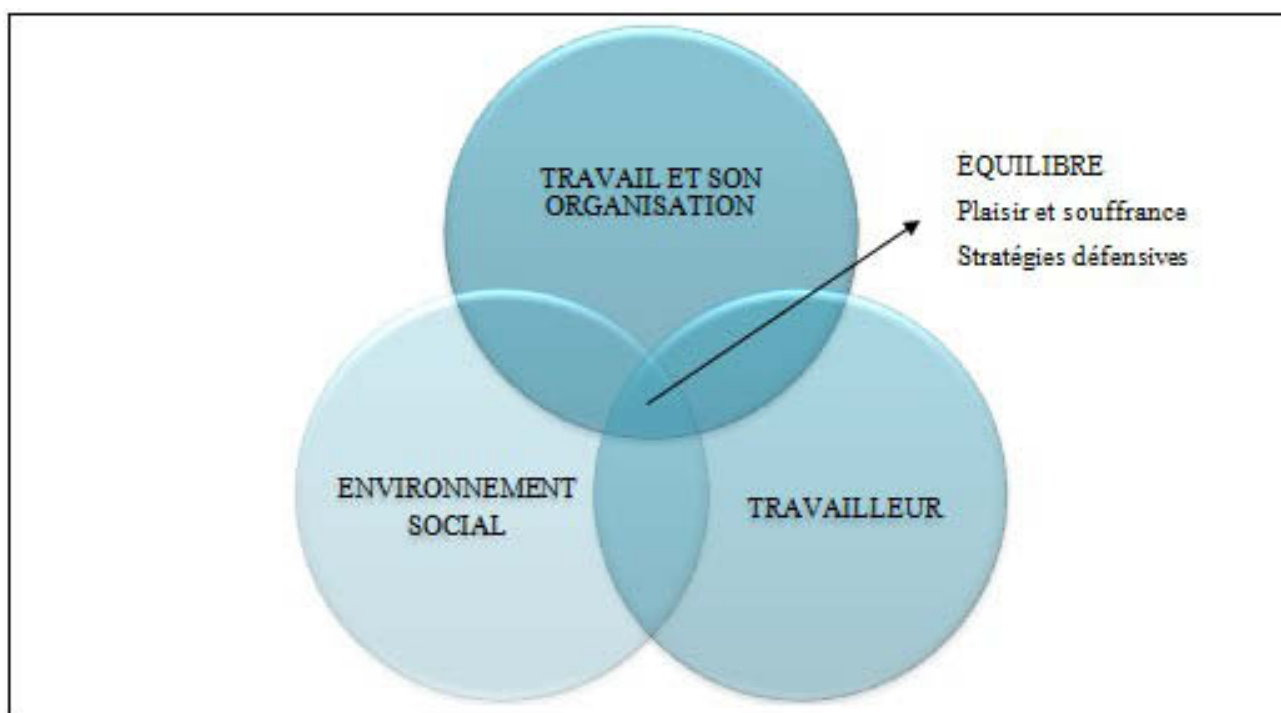 TRAVAIL ET SON
ORGANISATION
ÉQUILIBRE
Plaisir et souffrance
Stratégies défensives
ENVIRONNEMENT
SOCIAL
TRAVAILLEUR